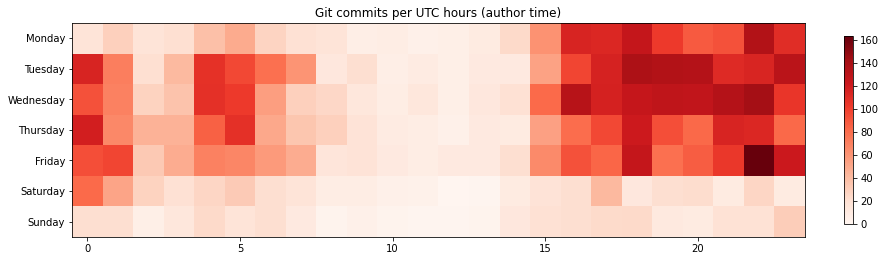 Git commits per UTC hours (author time)
Monday
Tuesday
Wednesday
Thursday
Friday
Saturday
Sunday
0 5 10 15 20
160
140
120
100
80
60
40
20
0